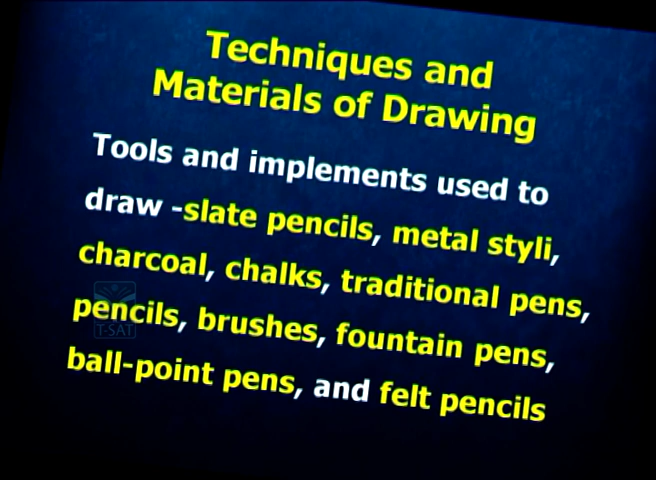 Techniques and
Materials of Drawing
Tools and implements used to
draw -slate pencils, metal styli,
charcoal, chalks, traditional pens,
pencils, brushes, fountain pens,
ball-point pens, and felt pencils
T-SAT